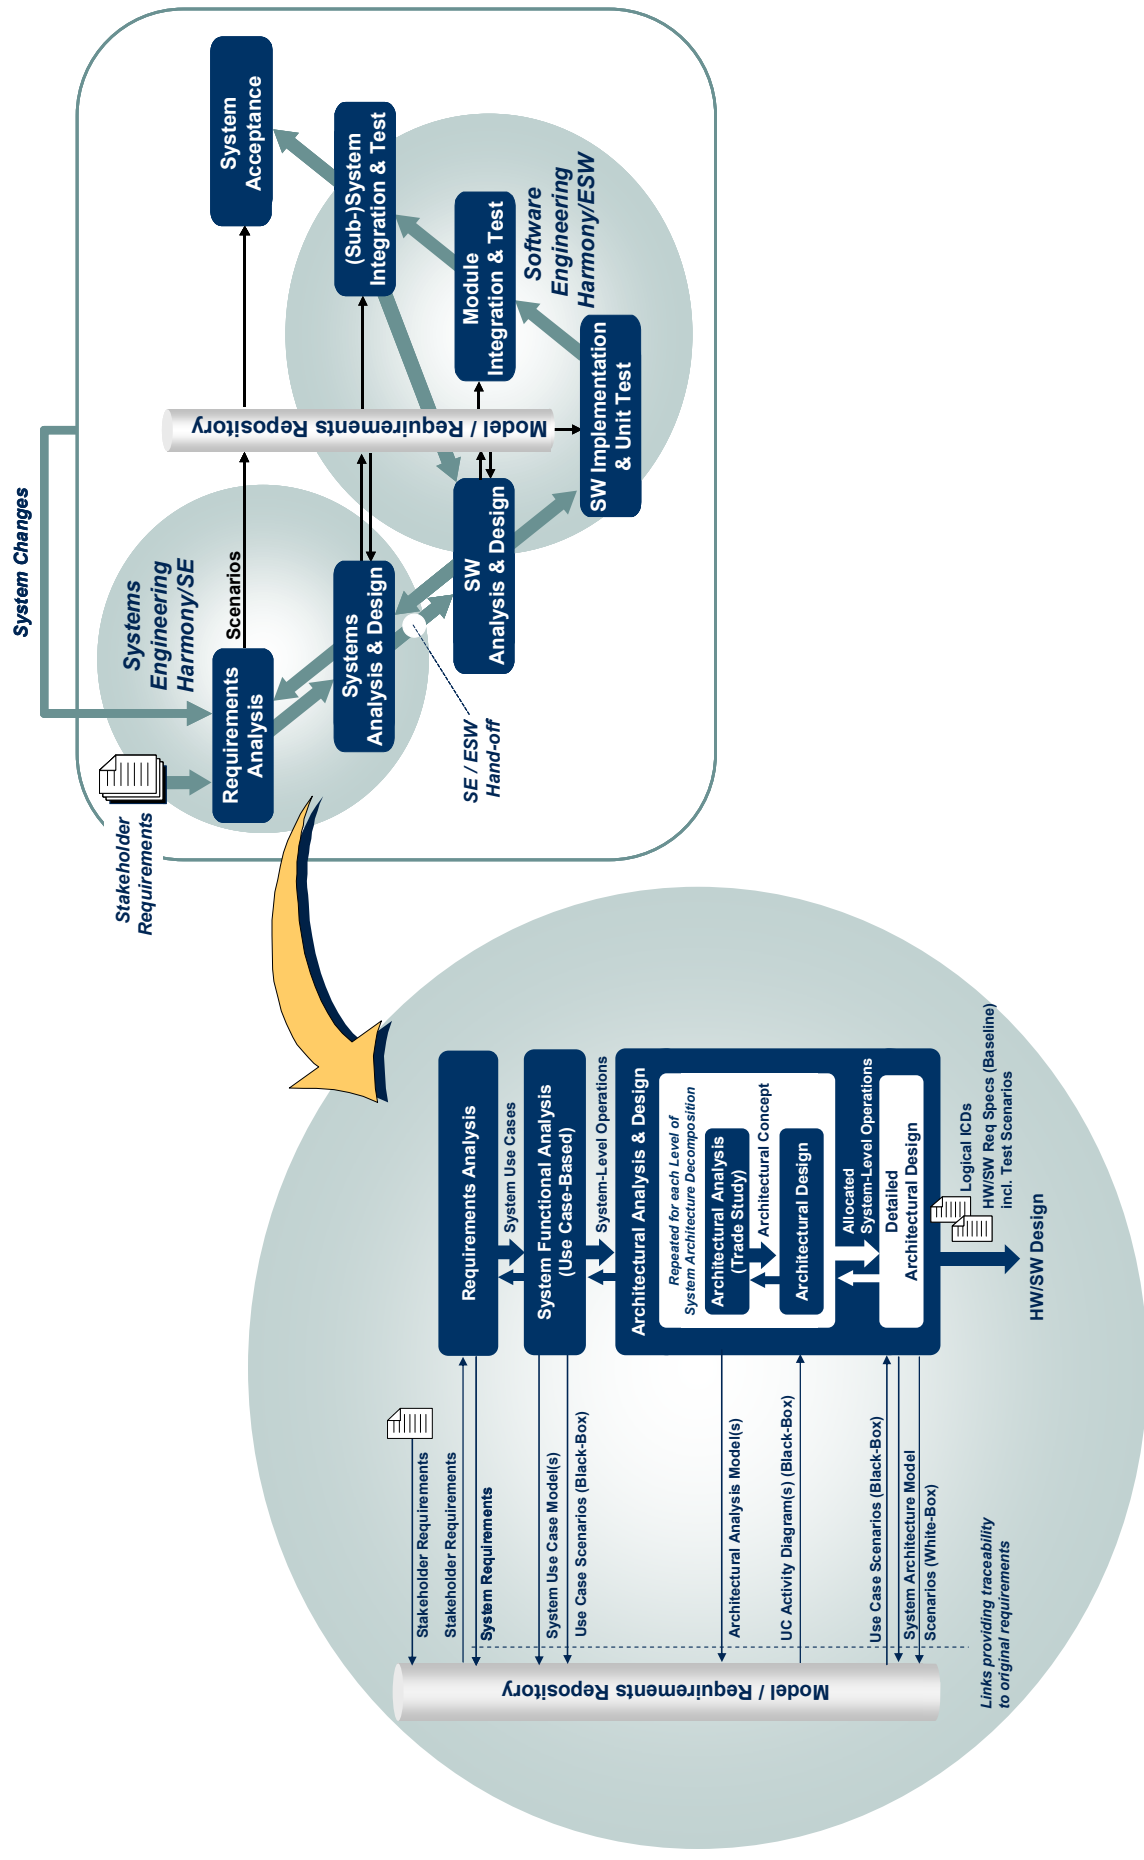 System Changes
Stakeholder
Requirements
Systems
Engineering
Harmony/SE
Requirements
Analysis
Scenarios
System
Acceptance
Systems
Analysis & Design
(Sub-)System
Integration & Test
Model / Requirements Repository
SE / ESW
Hand-off
SW
Analysis & Design
Module
Integration & Test
Software
Engineering
Harmony/ESW
SW Implementation
& Unit Test
Stakeholder Requirements
Stakeholder Requirements
System Requirements
Requirements Analysis
System Use Cases
System Use Case Model(s)
Use Case Scenarios (Black-Box)
System Functional Analysis
(Use Case-Based)
System-Level Operations
Architectural Analysis & Design
Repeated for each Level of
System Architecture Decomposition
Architectural Analysis Model(s)
Architectural Analysis
(Trade Study)
Architectural Concept
UC Activity Diagram(s) (Black-Box)
Architectural Design
Allocated
System-Level Operations
Use Case Scenarios (Black-Box)
System Architecture Model
Scenarios (White-Box)
Detailed
Architectural Design
Model / Requirements Repository
Links providing traceability
to original requirements
Logical ICDs
HW/SW Req Specs (Baseline)
incl. Test Scenarios
HW/SW Design